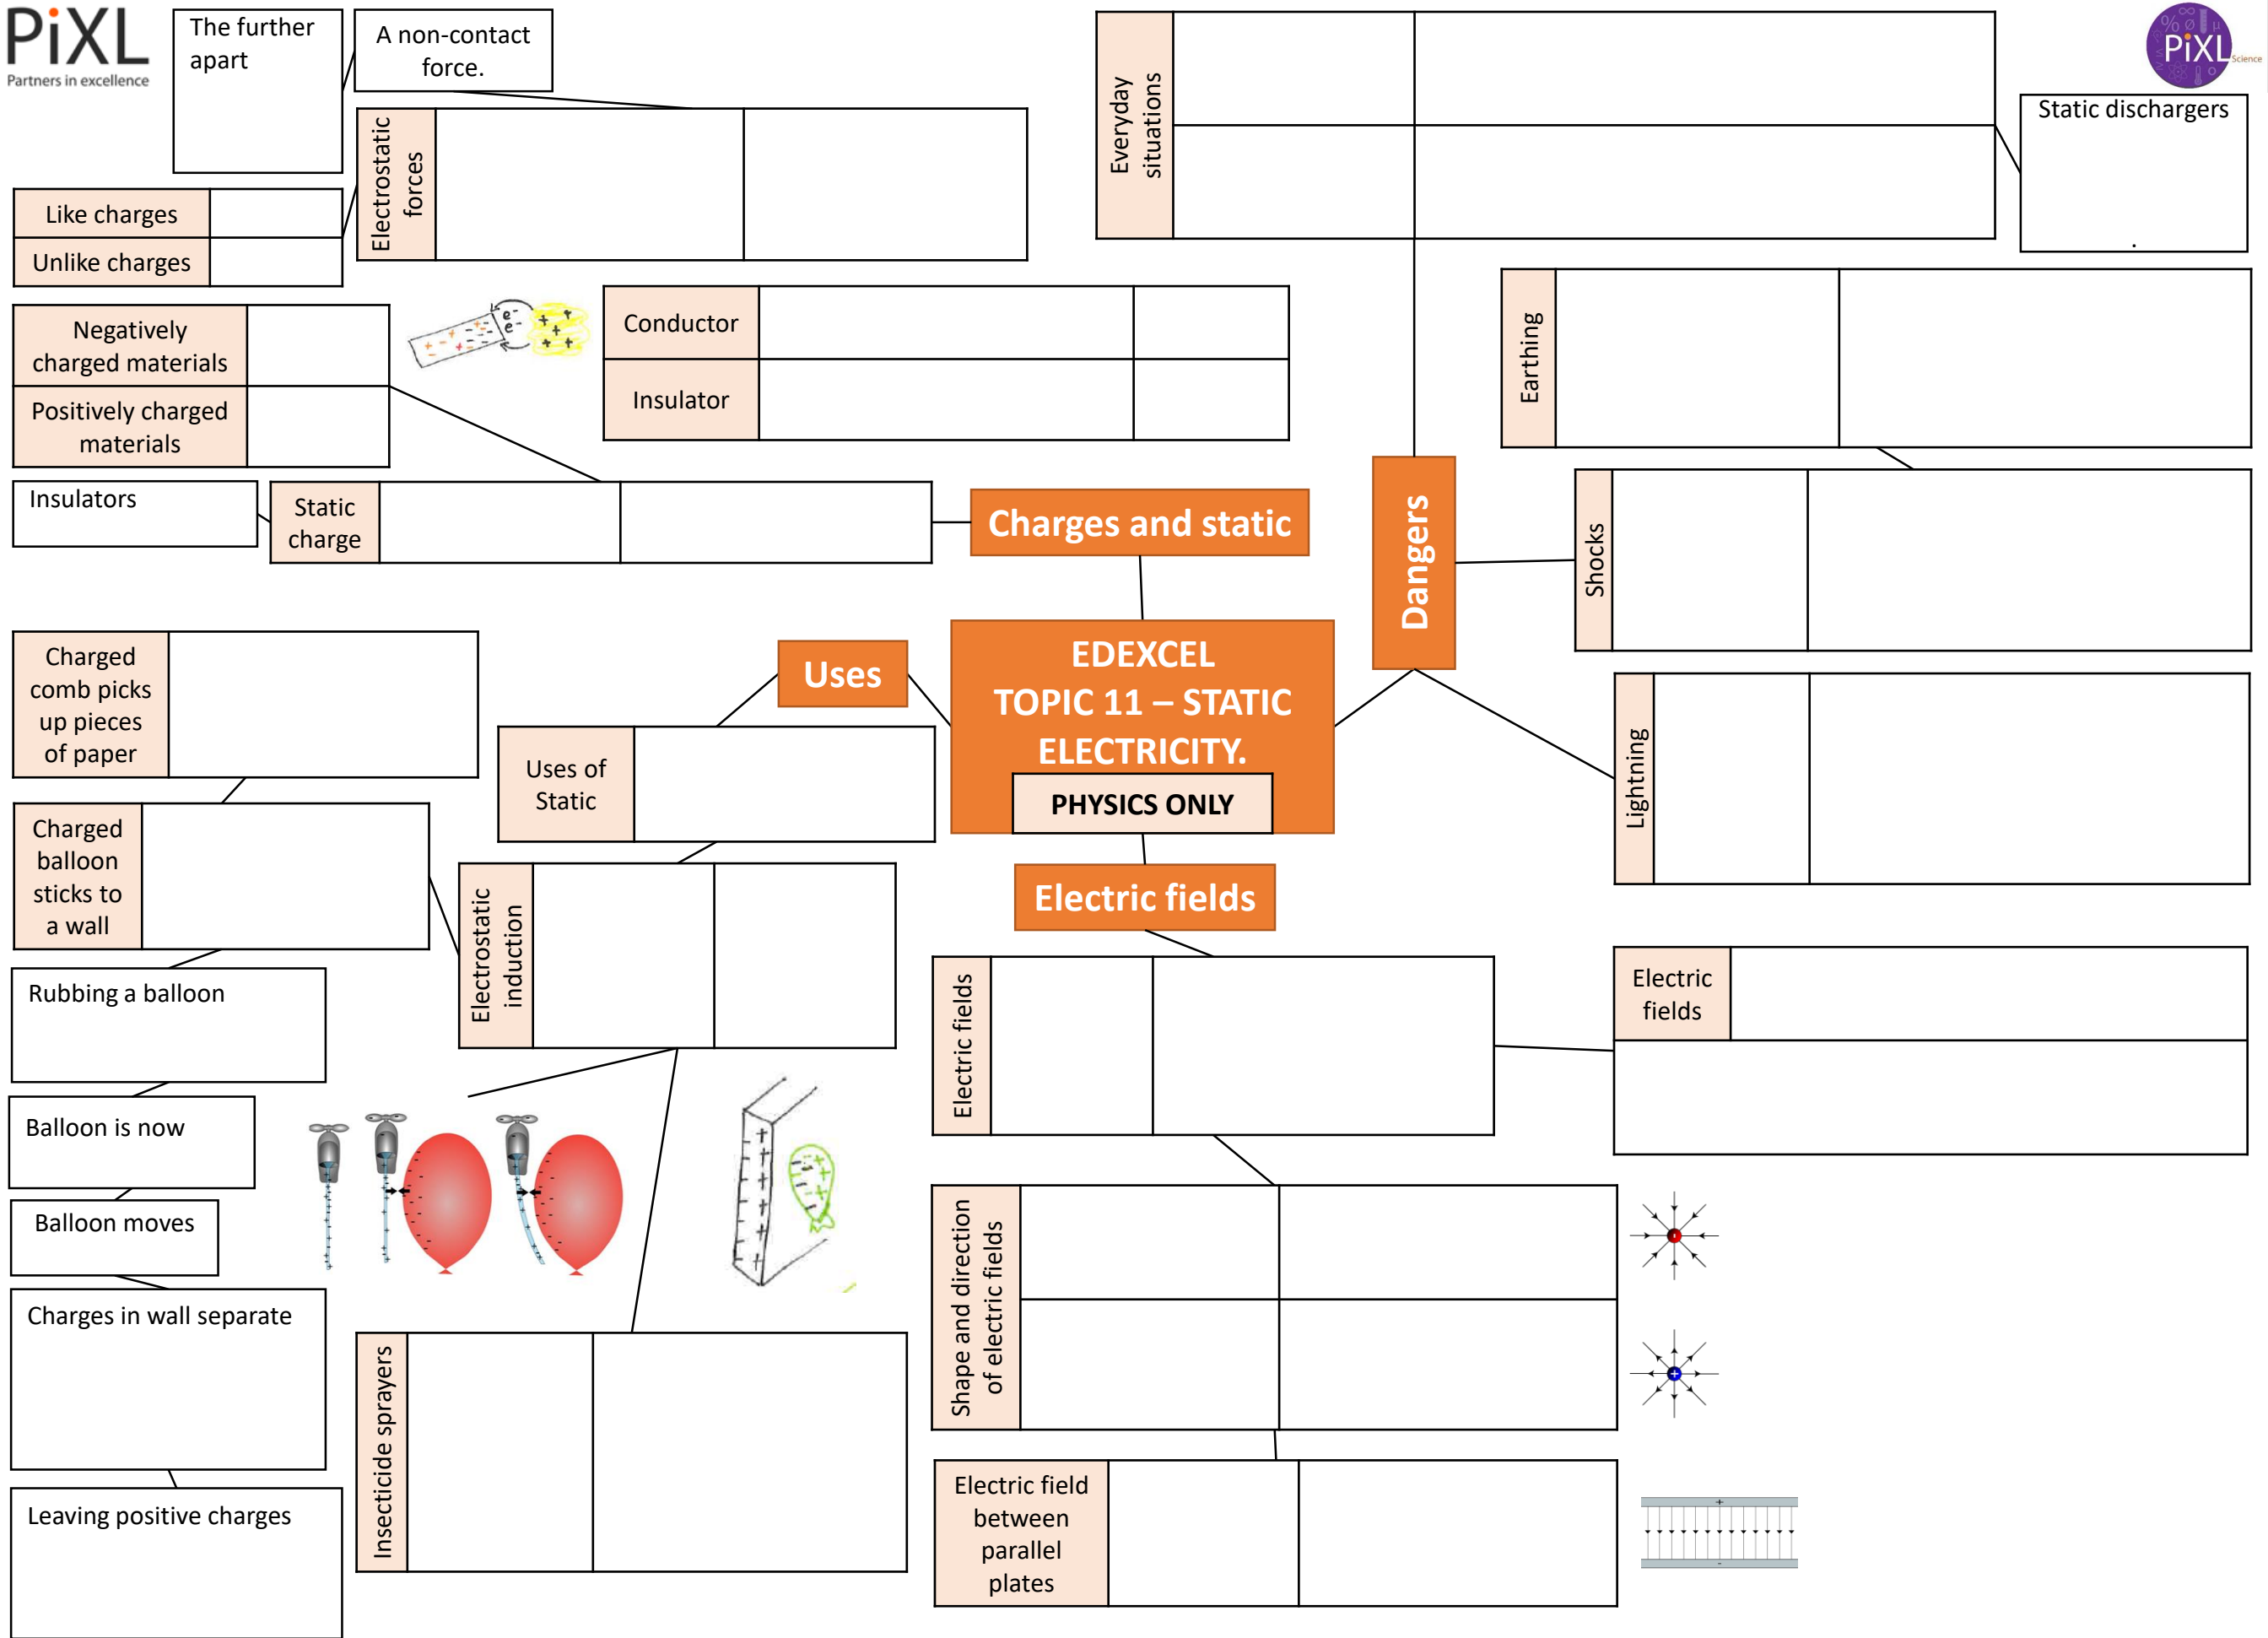 PiXL
Partners in excellence
The further
apart
A non-contact
force.
Electrostatic
forces
Like charges
Unlike charges
Everyday
situations
PiXL Science
Static dischargers
.
Negatively
charged materials
Positively charged
materials
e-
e-
Conductor
Insulator
Earthing
Insulators
Static
charge
Charges and static
Dangers
Shocks
Charged
comb picks
up pieces
of paper
Uses
EDEXCEL
TOPIC 11 – STATIC
ELECTRICITY.
PHYSICS ONLY
Uses of
Static
Lightning
Charged
balloon
sticks to
a wall
Electrostatic
induction
Electric fields
Rubbing a balloon
Electric fields
Electric
fields
Balloon is now
Balloon moves
Charges in wall separate
Shape and direction
of electric fields
Insecticide sprayers
Leaving positive charges
Electric field
between
parallel
plates